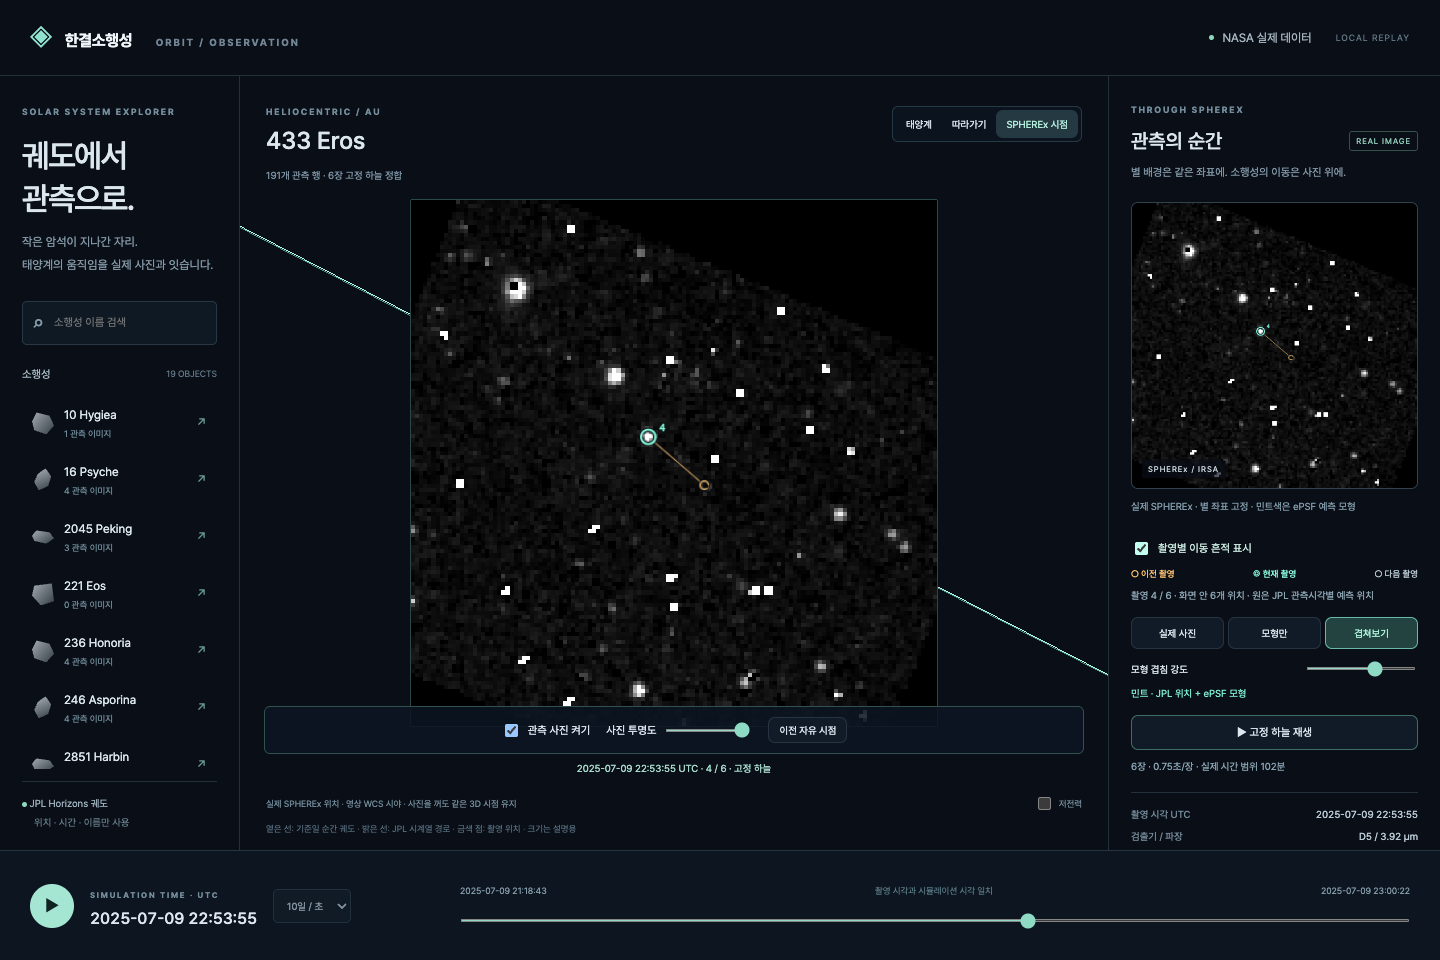 한결소행성
ORBIT / OBSERVATION
NASA 실제 데이터
LOCAL REPLAY
SOLAR SYSTEM EXPLORER
궤도에서
관측으로.
작은 암석이 지나간 자리.
태양계의 움직임을 실제 사진과 잇습니다.
소행성 이름 검색
소행성
19 OBJECTS
10 Hygiea
1 관측 이미지
16 Psyche
4 관측 이미지
2045 Peking
3 관측 이미지
221 Eos
0 관측 이미지
236 Honoria
4 관측 이미지
246 Asporina
4 관측 이미지
2851 Harbin
JPL Horizons 궤도
위치 · 시간 · 이름만 사용
HELIOCENTRIC / AU
433 Eros
191개 관측 행 · 6장 고정 하늘 정합
태양계
따라가기
SPHEREx 시점
4
관측 사진 켜기
사진 투명도
이전 자유 시점
2025-07-09 22:53:55 UTC · 4 / 6 · 고정 하늘
실제 SPHEREx 위치 · 영상 WCS 시야 · 사진을 꺼도 같은 3D 시점 유지
저전력
옅은 선: 기준일 순간 궤도 · 밝은 선: JPL 시계열 경로 · 금색 점: 촬영 위치 · 크기는 설명용
THROUGH SPHEREX
관측의 순간
REAL IMAGE
별 배경은 같은 좌표에. 소행성의 이동은 사진 위에.
4
SPHEREx / IRSA
실제 SPHEREx · 별 좌표 고정 · 민트색은 ePSF 예측 모형
촬영별 이동 흔적 표시
이전 촬영
현재 촬영
다음 촬영
촬영 4 / 6 · 화면 안 6개 위치 · 원은 JPL 관측시각별 예측 위치
실제 사진
모형만
겹쳐보기
모형 겹침 강도
민트 · JPL 위치 + ePSF 모형
▶ 고정 하늘 재생
6장 · 0.75초/장 · 실제 시간 범위 102분
촬영 시각 UTC
2025-07-09 22:53:55
검출기 / 파장
D5 / 3.92 µm
SIMULATION TIME · UTC
2025-07-09 22:53:55
10일 / 초
2025-07-09 21:18:43
촬영 시각과 시뮬레이션 시각 일치
2025-07-09 23:00:22